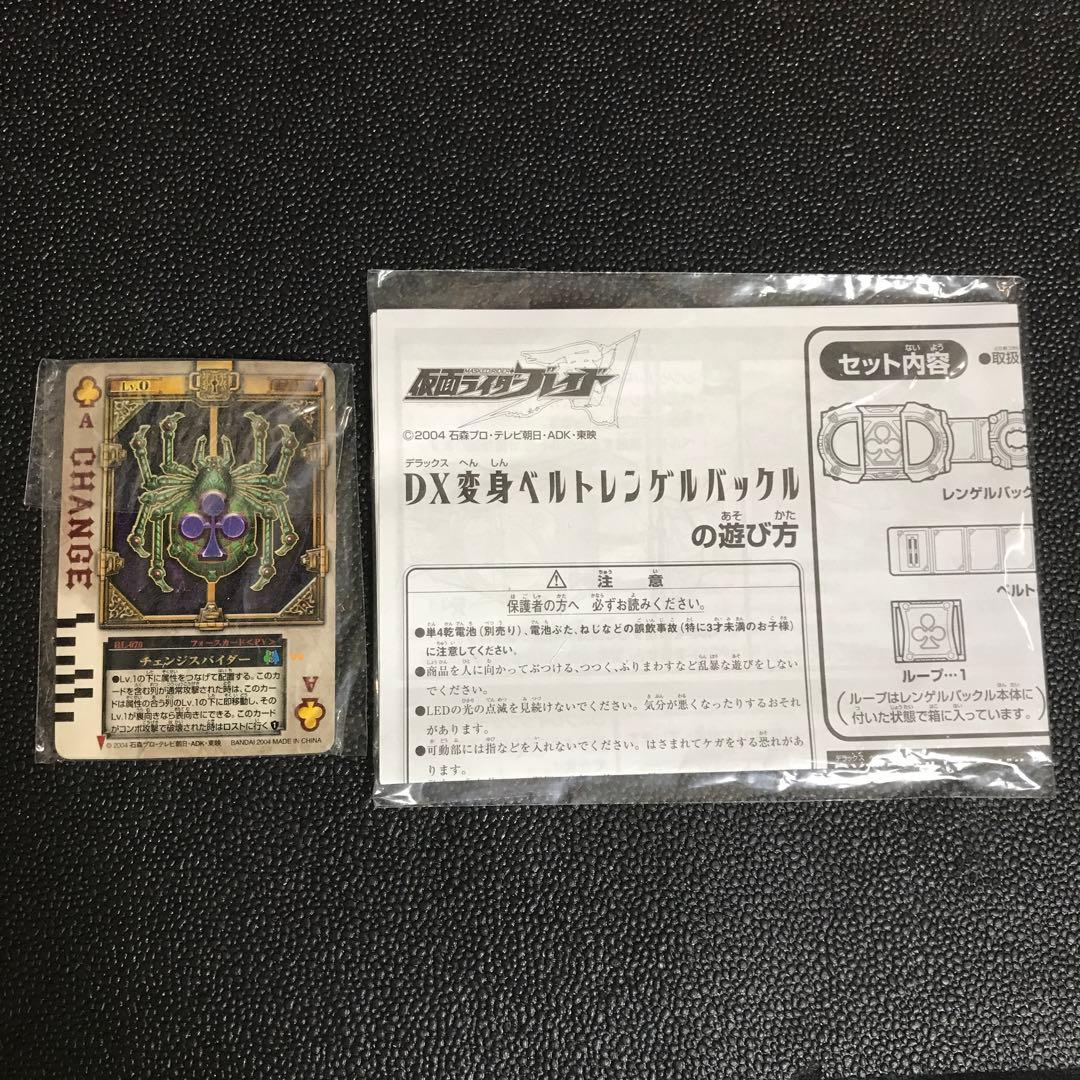 Lv.0
A
CHANGE
BL-070
フォースカード<PV>
チェンジスパイダー
●Lv.1の下に属性をつなげて配置する。このカ
ードを含む列が通常攻撃された時は、このカー
ドは属性の合う列のLv.1の下に即移動し、その
Lv.1が裏向きなら表向きにできる。このカード
がコンボ攻撃で破壊された時はロストに行く
A
© 2004 石森プロ・テレビ朝日・ADK・東映 BANDAI 2004 MADE IN CHINA
MASKED RIDER
仮面ライダーブレイド
©2004 石森プロ・テレビ朝日・ADK・東映
DX変身ベルトレンゲルバックル
の遊び方
⚠ 注意
保護者の方へ 必ずお読みください。
●単4乾電池(別売り)、電池ぶた、ねじなどの誤飲事故(特に3才未満のお子様)
に注意してください。
●商品を人に向かってぶつける、つつく、ふりまわすなど乱暴な遊びをしない
でください。
●LEDの光の点滅を見続けないでください。気分が悪くなったりするおそれ
があります。
●可動部には指などを入れないでください。はさまれてケガをする恐れがあ
ります。
セット内容
●取扱
レンゲルバック
ベルト
ループ…1
(ループはレンゲルバックル本体に
付いた状態で箱に入っています。)